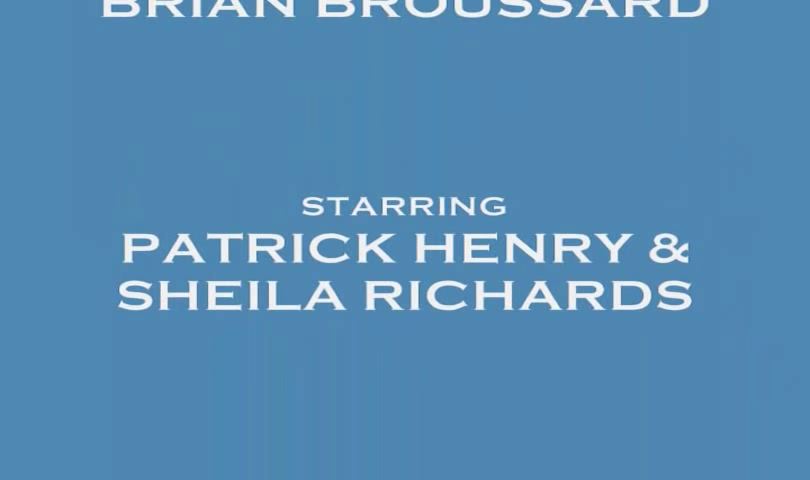 BRIAN BROUSSARD
STARRING
PATRICK HENRY &
SHEILA RICHARDS